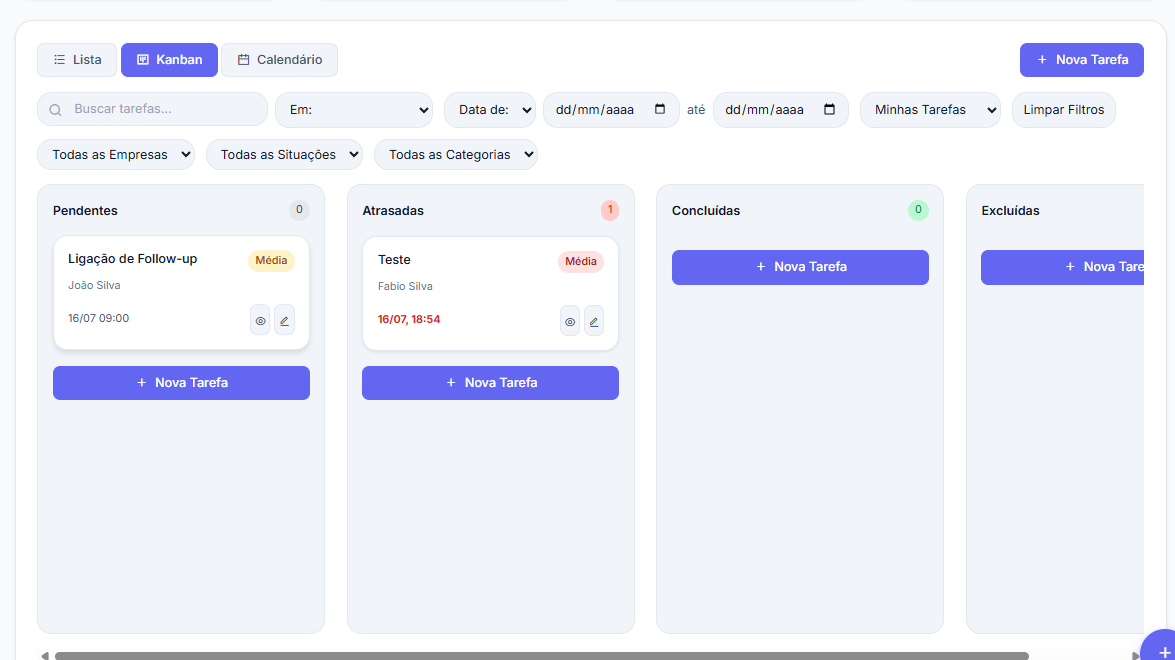 Lista
Kanban
Calendário
+ Nova Tarefa
Buscar tarefas...
Em:
Data de:
dd/mm/aaaa
até
dd/mm/aaaa
Minhas Tarefas
Limpar Filtros
Todas as Empresas
Todas as Situações
Todas as Categorias
Pendentes
0
Ligação de Follow-up
Média
João Silva
16/07 09:00
+ Nova Tarefa
Atrasadas
1
Teste
Média
Fabio Silva
16/07, 18:54
+ Nova Tarefa
Concluídas
0
+ Nova Tarefa
Excluídas
+ Nova Tare
+